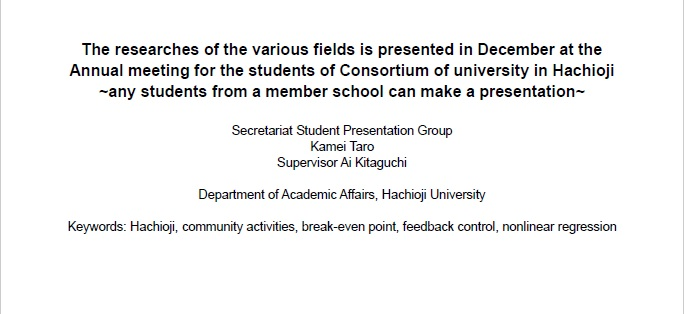 The researches of the various fields is presented in December at the
Annual meeting for the students of Consortium of university in Hachioji
~any students from a member school can make a presentation~
Secretariat Student Presentation Group
Kamei Taro
Supervisor Ai Kitaguchi
Department of Academic Affairs, Hachioji University
Keywords: Hachioji, community activities, break-even point, feedback control, nonlinear regression